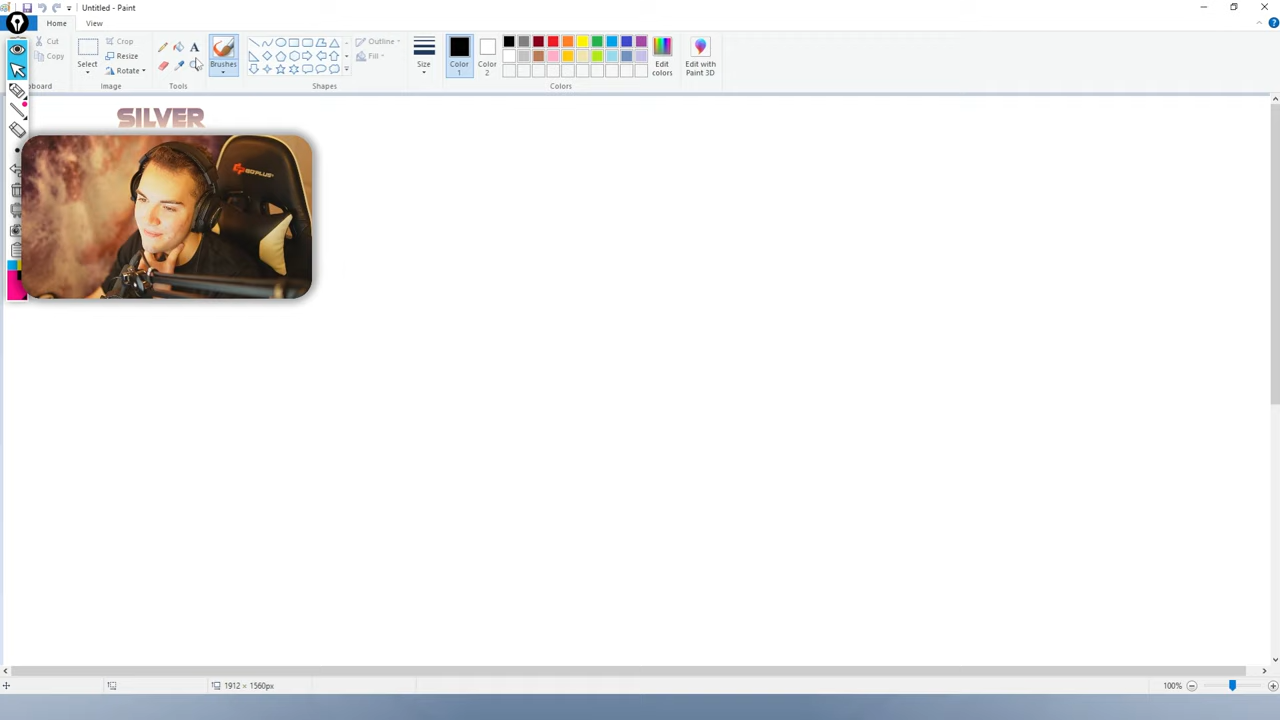 Untitled - Paint
Home
View
Cut
Copy
Select
Crop
Resize
Rotate
A
Brushes
Outline
Fill
Size
Color 1
Color 2
Edit colors
Edit with Paint 3D
Image
Tools
Shapes
Colors
SILVER
1912 × 1560px
100%